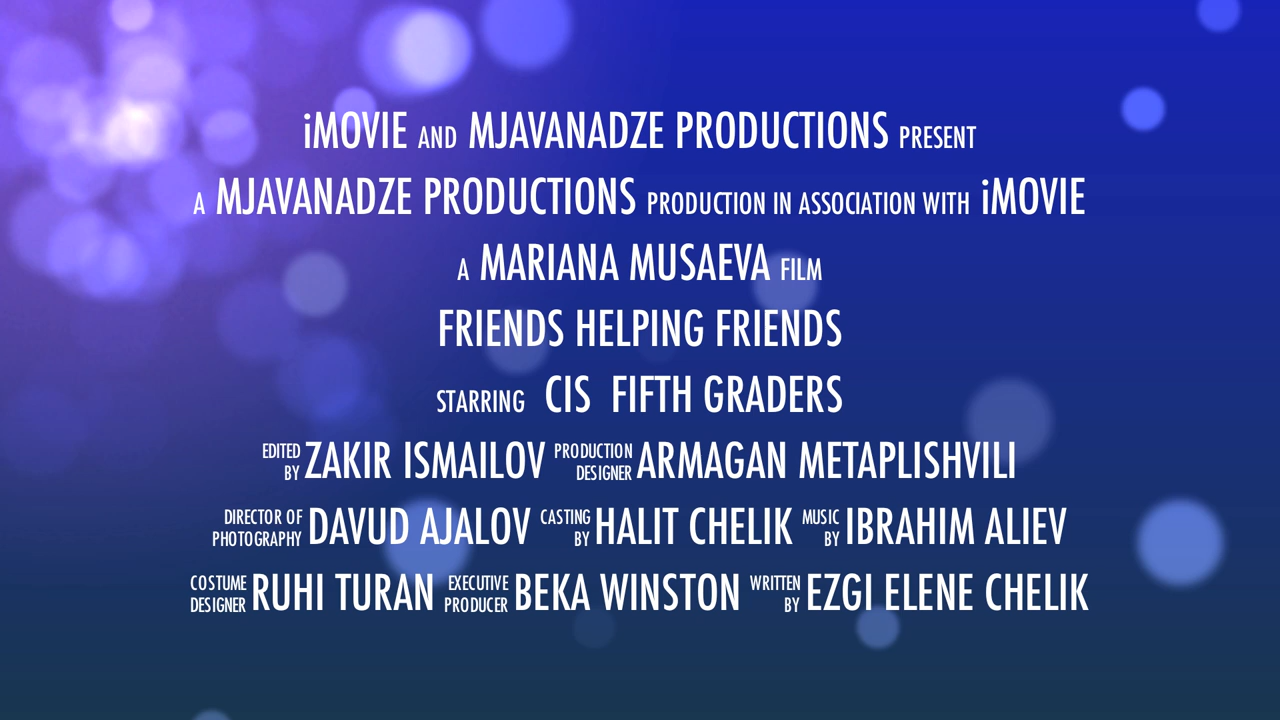 iMOVIE AND MJAVANADZE PRODUCTIONS PRESENT
A MJAVANADZE PRODUCTIONS PRODUCTION IN ASSOCIATION WITH iMOVIE
A MARIANA MUSAEVA FILM
FRIENDS HELPING FRIENDS
STARRING CIS FIFTH GRADERS
EDITED BY ZAKIR ISMAILOV PRODUCTION DESIGNER ARMAGAN METAPLISHVILI
DIRECTOR OF PHOTOGRAPHY DAVUD AJALOV CASTING BY HALIT CHELIK MUSIC BY IBRAHIM ALIEV
COSTUME DESIGNER RUHI TURAN EXECUTIVE PRODUCER BEKA WINSTON WRITTEN BY EZGI ELENE CHELIK